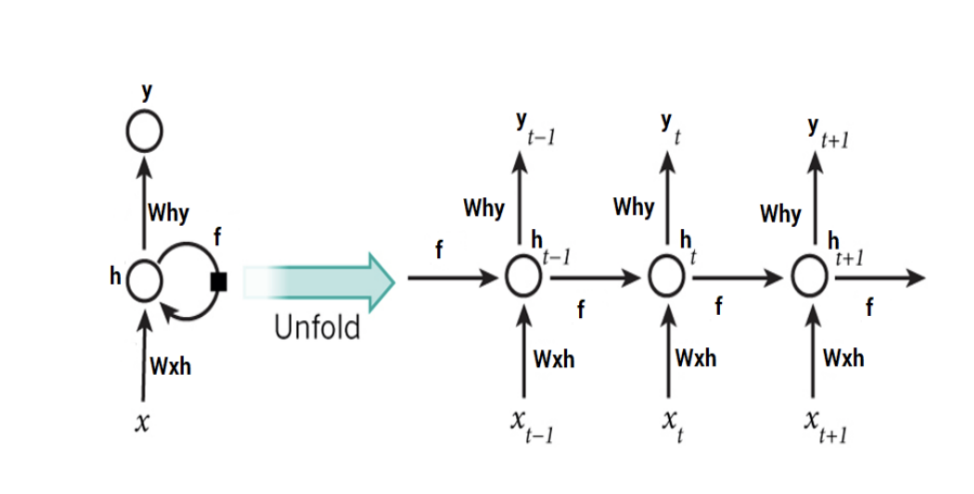 y
Why
f
h
Wxh
x
Unfold
y t-1
y t
y t+1
Why
Why
Why
f
h t-1
h t
h t+1
f
f
f
Wxh
Wxh
Wxh
x t-1
x t
x t+1